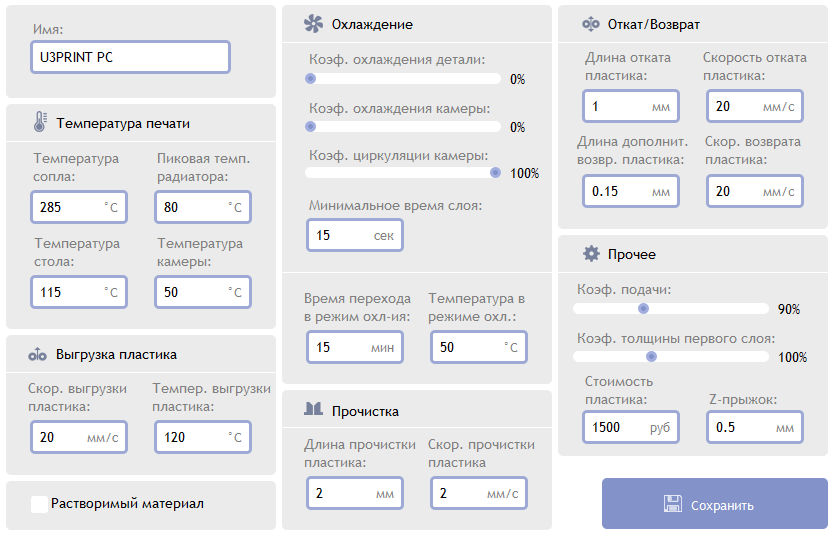 Имя:
U3PRINT PC
Температура печати
Температура сопла:
285 °C
Пиковая темп. радиатора:
80 °C
Температура стола:
115 °C
Температура камеры:
50 °C
Выгрузка пластика
Скор. выгрузки пластика:
20 мм/с
Темпер. выгрузки пластика:
120 °C
Растворимый материал
Охлаждение
Коэф. охлаждения детали:
0%
Коэф. охлаждения камеры:
0%
Коэф. циркуляции камеры:
100%
Минимальное время слоя:
15 сек
Время перехода в режим охл-ия:
15 мин
Температура в режиме охл.:
50 °C
Прочистка
Длина прочистки пластика:
2 мм
Скор. прочистки пластика
2 мм/с
Откат/Возврат
Длина отката пластика:
1 мм
Скорость отката пластика:
20 мм/с
Длина дополнит. возвр. пластика:
0.15 мм
Скор. возврата пластика:
20 мм/с
Прочее
Коэф. подачи:
90%
Коэф. толщины первого слоя:
100%
Стоимость пластика:
1500 руб
Z-прыжок:
0.5 мм
Сохранить